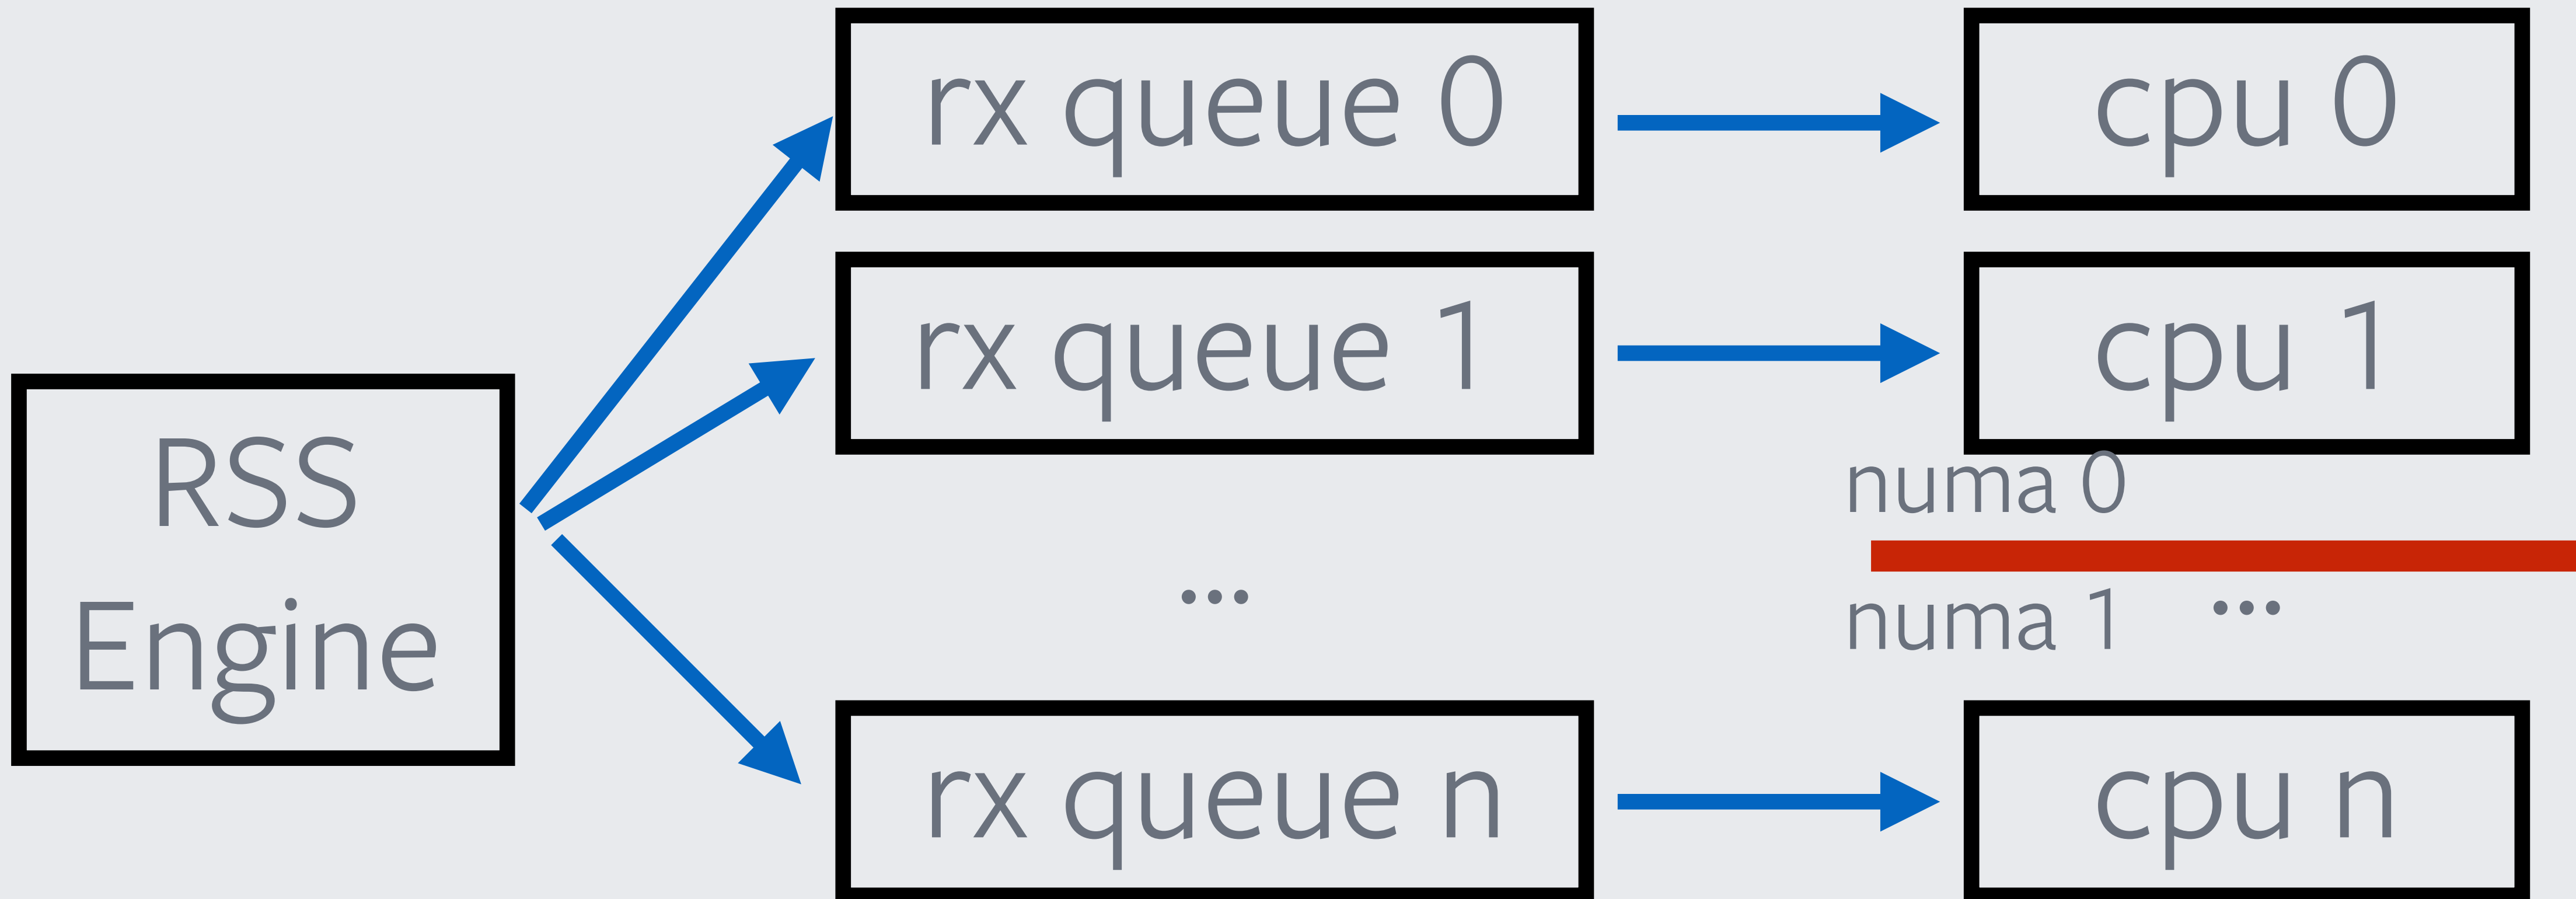 rx queue 0
cpu 0
rx queue 1
cpu 1
RSS
Engine
numa 0
...
numa 1
...
rx queue n
cpu n